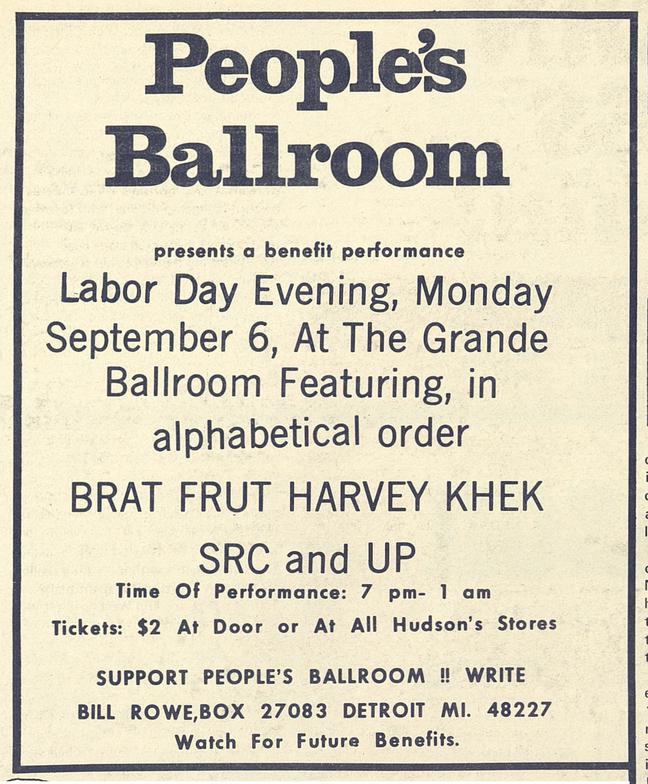 People's
Ballroom
presents a benefit performance
Labor Day Evening, Monday
September 6, At The Grande
Ballroom Featuring, in
alphabetical order
BRAT FRUT HARVEY KHEK
SRC and UP
Time Of Performance: 7 pm- 1 am
Tickets: $2 At Door or At All Hudson's Stores
SUPPORT PEOPLE'S BALLROOM !! WRITE
BILL ROWE,BOX 27083 DETROIT MI. 48227
Watch For Future Benefits.